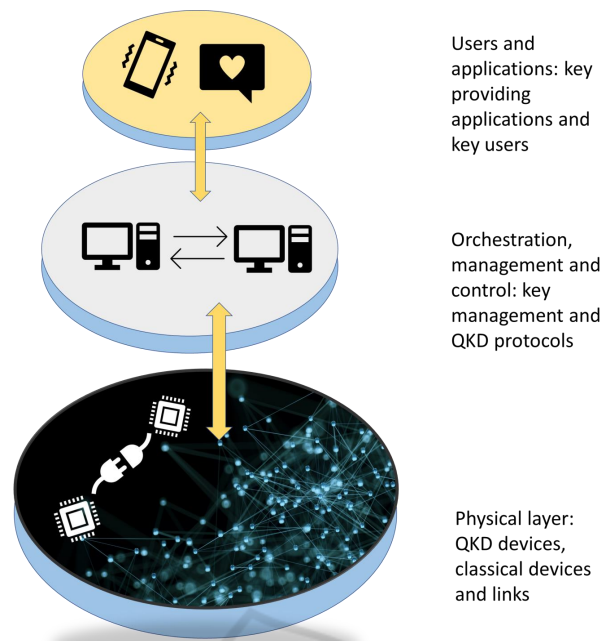 Users and
applications: key
providing
applications and
key users
Orchestration,
management and
control: key
management and
QKD protocols
Physical layer:
QKD devices,
classical devices
and links